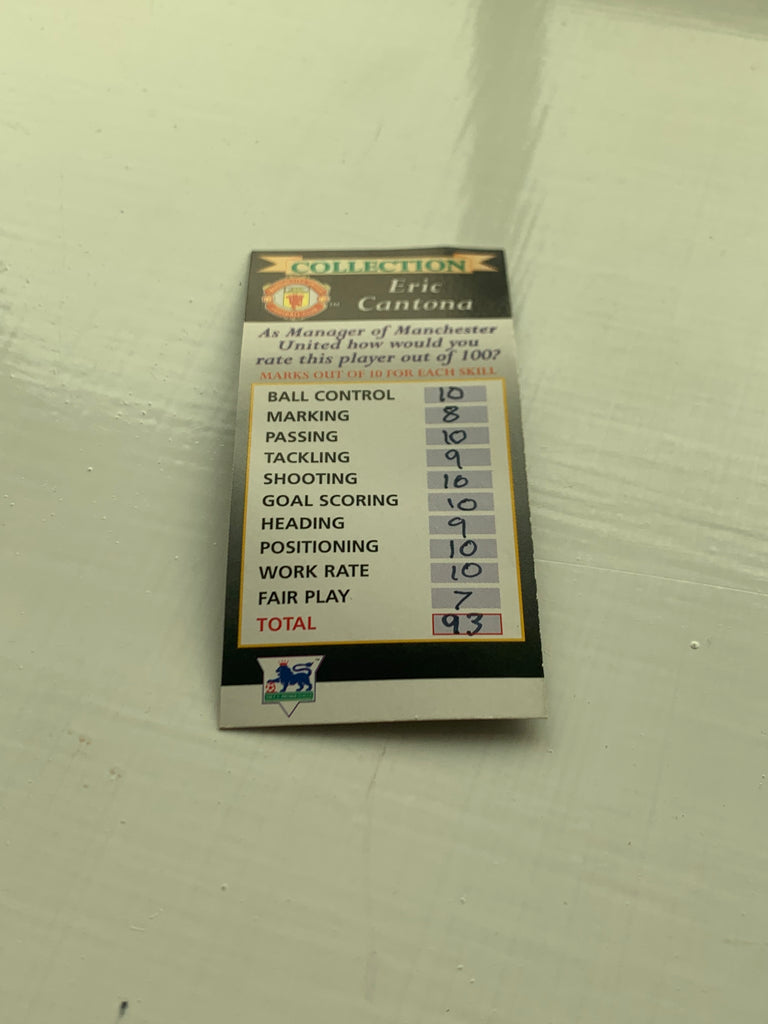 COLLECTION
Eric
Cantona
TM
As Manager of Manchester
United how would you
rate this player out of 100?
MARKS OUT OF 10 FOR EACH SKILL
BALL CONTROL 10
MARKING 8
PASSING 10
TACKLING 9
SHOOTING 10
GOAL SCORING 10
HEADING 9
POSITIONING 10
WORK RATE 10
FAIR PLAY 7
TOTAL 93